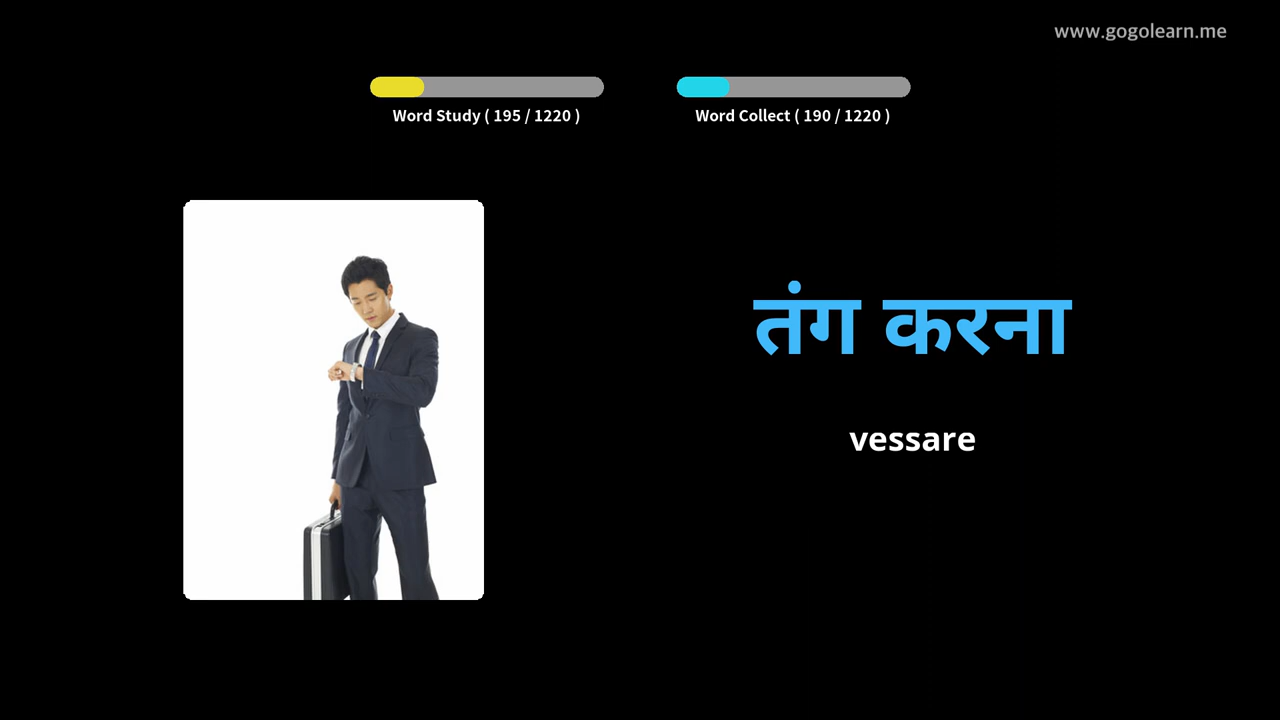 www.gogolearn.me
Word Study ( 195 / 1220 )
Word Collect ( 190 / 1220 )
तंग करना
vessare